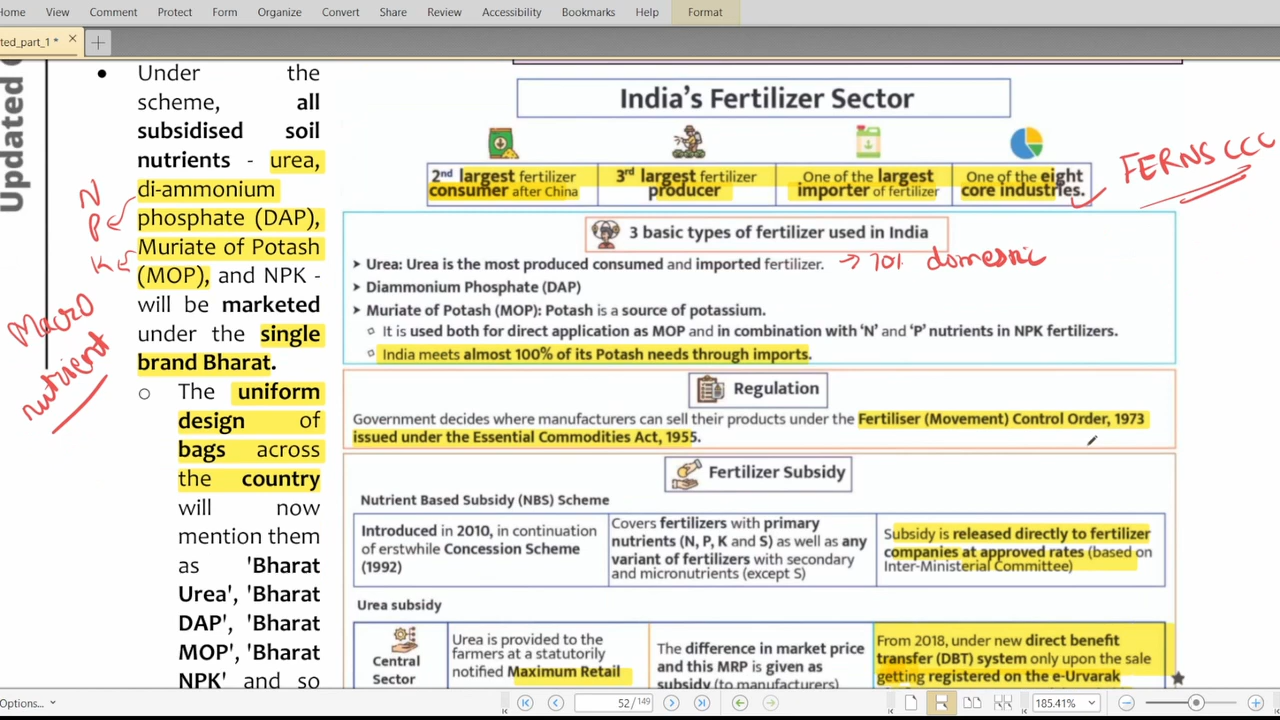 Home Comment Protect Form Organize Convert Share Review Accessibility Bookmarks Help Format
ted_part_1 *
Updated
Under the
scheme, all
subsidised soil
nutrients - urea,
di-ammonium
phosphate (DAP),
Muriate of Potash
(MOP), and NPK -
will be marketed
under the single
brand Bharat.
The uniform
design of
bags across
the country
will now
mention them
as 'Bharat
Urea', 'Bharat
DAP', 'Bharat
MOP', 'Bharat
NPK' and so
N
P
K
Macro
nutrient
India's Fertilizer Sector
2nd largest fertilizer
consumer after China
3rd largest fertilizer
producer
One of the largest
importer of fertilizer
One of the eight
core industries.
FERNS CCC
3 basic types of fertilizer used in India
Urea: Urea is the most produced consumed and imported fertilizer. → 70% domestic
Diammonium Phosphate (DAP)
Muriate of Potash (MOP): Potash is a source of potassium.
It is used both for direct application as MOP and in combination with 'N' and 'P' nutrients in NPK fertilizers.
India meets almost 100% of its Potash needs through imports.
Regulation
Government decides where manufacturers can sell their products under the Fertiliser (Movement) Control Order, 1973
issued under the Essential Commodities Act, 1955.
Fertilizer Subsidy
Nutrient Based Subsidy (NBS) Scheme
Introduced in 2010, in continuation
of erstwhile Concession Scheme
(1992)
Covers fertilizers with primary
nutrients (N, P, K and S) as well as any
variant of fertilizers with secondary
and micronutrients (except S)
Subsidy is released directly to fertilizer
companies at approved rates (based on
Inter-Ministerial Committee)
Urea subsidy
Central
Sector
Urea is provided to the
farmers at a statutorily
notified Maximum Retail
The difference in market price
and this MRP is given as
subsidy (to manufacturers)
From 2018, under new direct benefit
transfer (DBT) system only upon the sale
getting registered on the e-Urvarak
Options...
52 / 149
185.41%